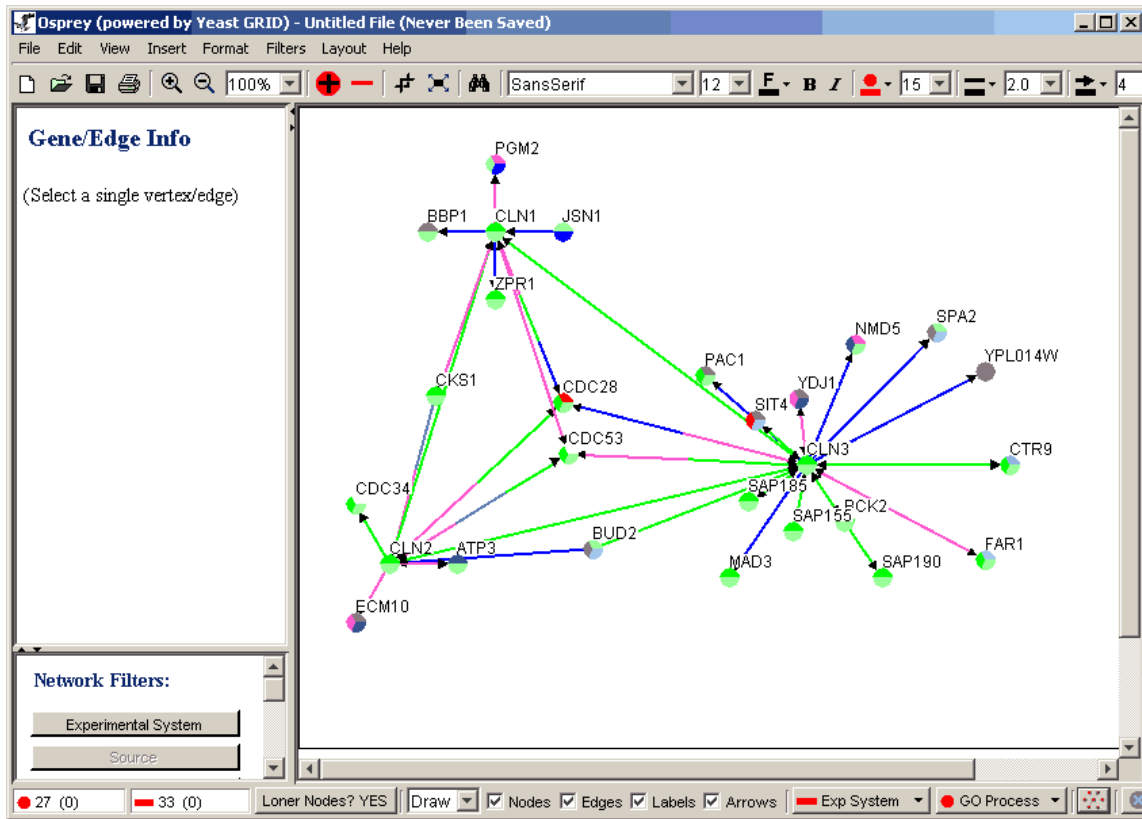 Osprey (powered by Yeast GRID) - Untitled File (Never Been Saved)
File Edit View Insert Format Filters Layout Help
100% SansSerif 12 F B I 15 2.0 4
Gene/Edge Info
(Select a single vertex/edge)
PGM2
BBP1 CLN1 JSN1
ZPR1
SPA2
NMD5
YPL014W
PAC1
CKS1 CDC28 YDJ1
SIT4
CDC53
CLN3 CTR9
CDC34 SAP185
SAP155 PCK2
BUD2
CLN2 ATP3 FAR1
MAD3 SAP190
ECM10
Network Filters:
Experimental System
Source
27 (0) 33 (0) Loner Nodes? YES Draw Nodes Edges Labels Arrows Exp System GO Process